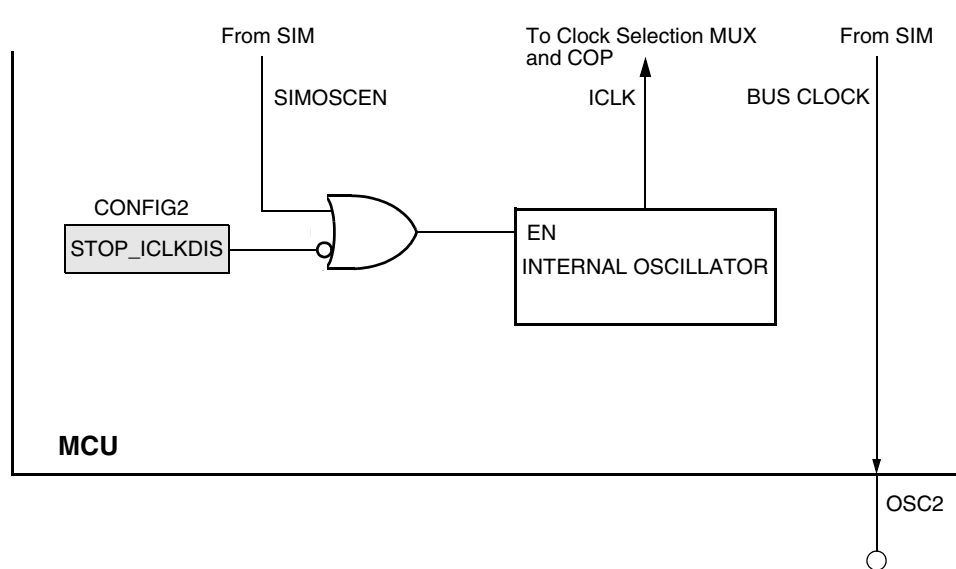 From SIM
To Clock Selection MUX
and COP
From SIM
SIMOSCEN
ICLK
BUS CLOCK
CONFIG2
STOP_ICLKDIS
EN
INTERNAL OSCILLATOR
MCU
OSC2